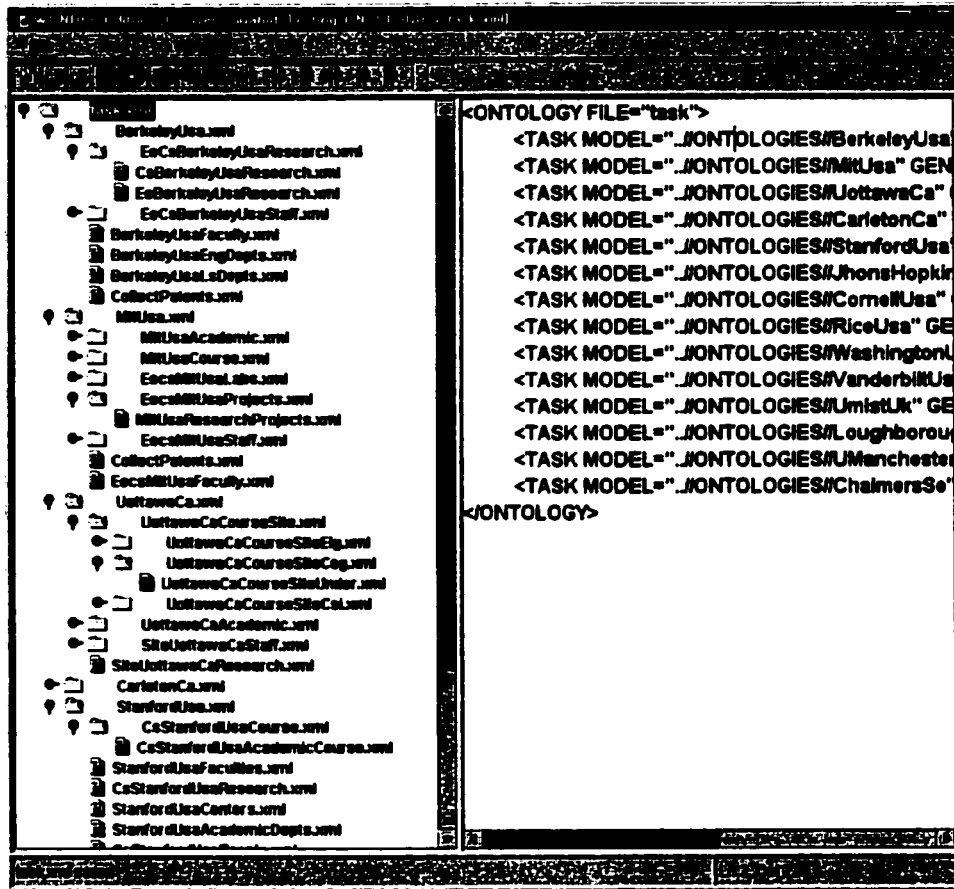 Task.xml
BerkeleyUsa.xml
EeCsBerkeleyUsaResearch.xml
CsBerkeleyUsaResearch.xml
EeBerkeleyUsaResearch.xml
EeCsBerkeleyUsaStaff.xml
BerkeleyUsaFaculty.xml
BerkeleyUsaEngDepts.xml
BerkeleyUsaLsDepts.xml
CollectPatents.xml
MitUsa.xml
MitUsaAcademic.xml
MitUsaCourse.xml
EecsMitUsaLabs.xml
EecsMitUsaProjects.xml
MitUsaResearchProjects.xml
EecsMitUsaStaff.xml
CollectPatents.xml
EecsMitUsaFaculty.xml
UottawaCa.xml
UottawaCaCourseSite.xml
UottawaCaCourseSiteElg.xml
UottawaCaCourseSiteCeg.xml
UottawaCaCourseSiteUnder.xml
UottawaCaCourseSiteCsi.xml
UottawaCaAcademic.xml
SiteUottawaCaStaff.xml
SiteUottawaCaResearch.xml
CarletonCa.xml
StanfordUsa.xml
CsStanfordUsaCourse.xml
CsStanfordUsaAcademicCourse.xml
StanfordUsaFaculties.xml
CsStanfordUsaResearch.xml
StanfordUsaCenters.xml
StanfordUsaAcademicDepts.xml
<ONTOLOGY FILE="task">
<TASK MODEL="..//ONTOLOGIES//BerkeleyUsa
<TASK MODEL="..//ONTOLOGIES//MitUsa" GEN
<TASK MODEL="..//ONTOLOGIES//UottawaCa"
<TASK MODEL="..//ONTOLOGIES//CarletonCa"
<TASK MODEL="..//ONTOLOGIES//StanfordUsa"
<TASK MODEL="..//ONTOLOGIES//JhonsHopkin
<TASK MODEL="..//ONTOLOGIES//CornellUsa"
<TASK MODEL="..//ONTOLOGIES//RiceUsa" GE
<TASK MODEL="..//ONTOLOGIES//WashingtonU
<TASK MODEL="..//ONTOLOGIES//VanderbiltUs
<TASK MODEL="..//ONTOLOGIES//UmistUk" GE
<TASK MODEL="..//ONTOLOGIES//Loughboroug
<TASK MODEL="..//ONTOLOGIES//UManchester
<TASK MODEL="..//ONTOLOGIES//ChalmersSe"
</ONTOLOGY>